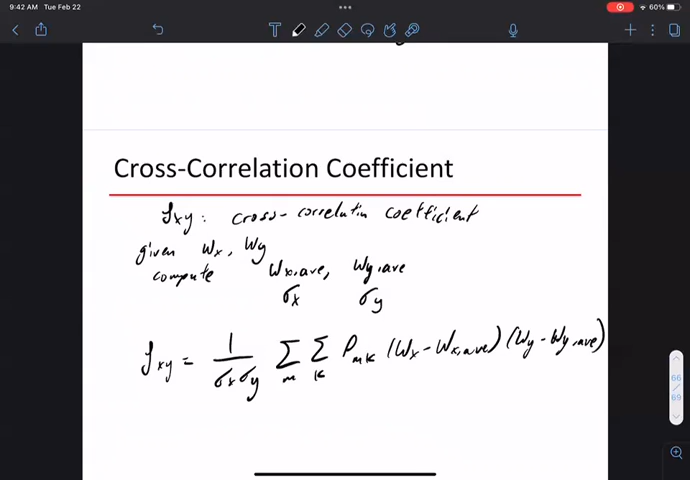 9:42 AM Tue Feb 22
60%
Cross-Correlation Coefficient
ρxy : cross-correlatin coefficient
given Wx, Wy
compute Wx,ave, Wy,ave
σx σy
ρxy = 1/(σxσy) Σm Σk Pmk (Wx - Wx,ave) (Wy - Wy,ave)
66
/
69